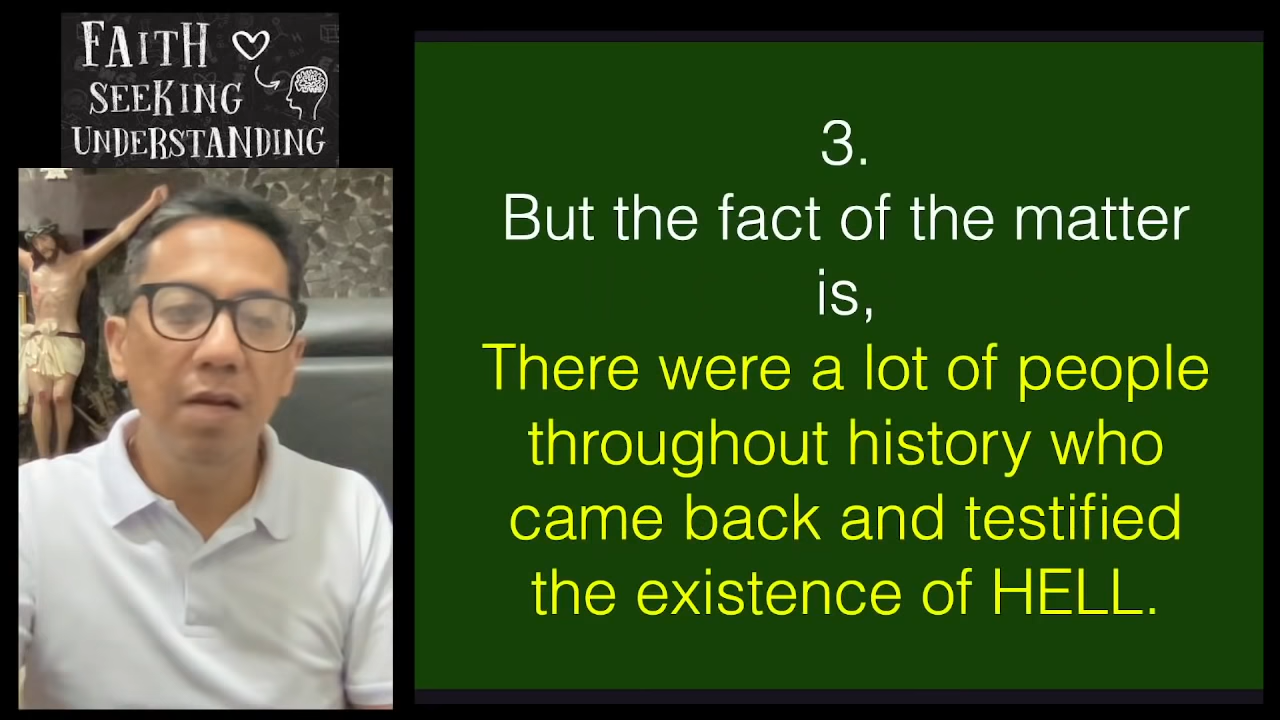 FAITH
SEEKING
UNDERSTANDING
3.
But the fact of the matter
is,
There were a lot of people
throughout history who
came back and testified
the existence of HELL.